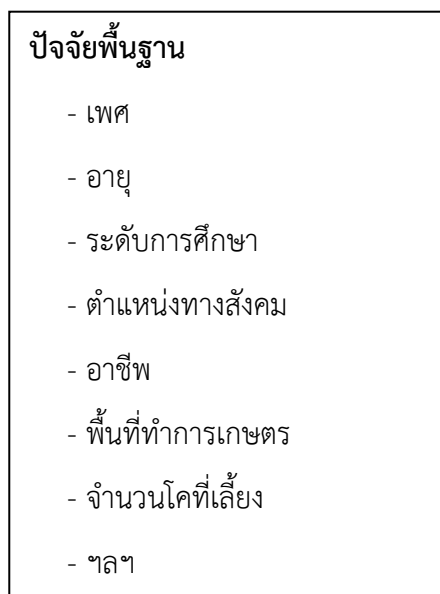 ปัจจัยพื้นฐาน
- เพศ
- อายุ
- ระดับการศึกษา
- ตำแหน่งทางสังคม
- อาชีพ
- พื้นที่ทำการเกษตร
- จำนวนโคที่เลี้ยง
- ฯลฯ